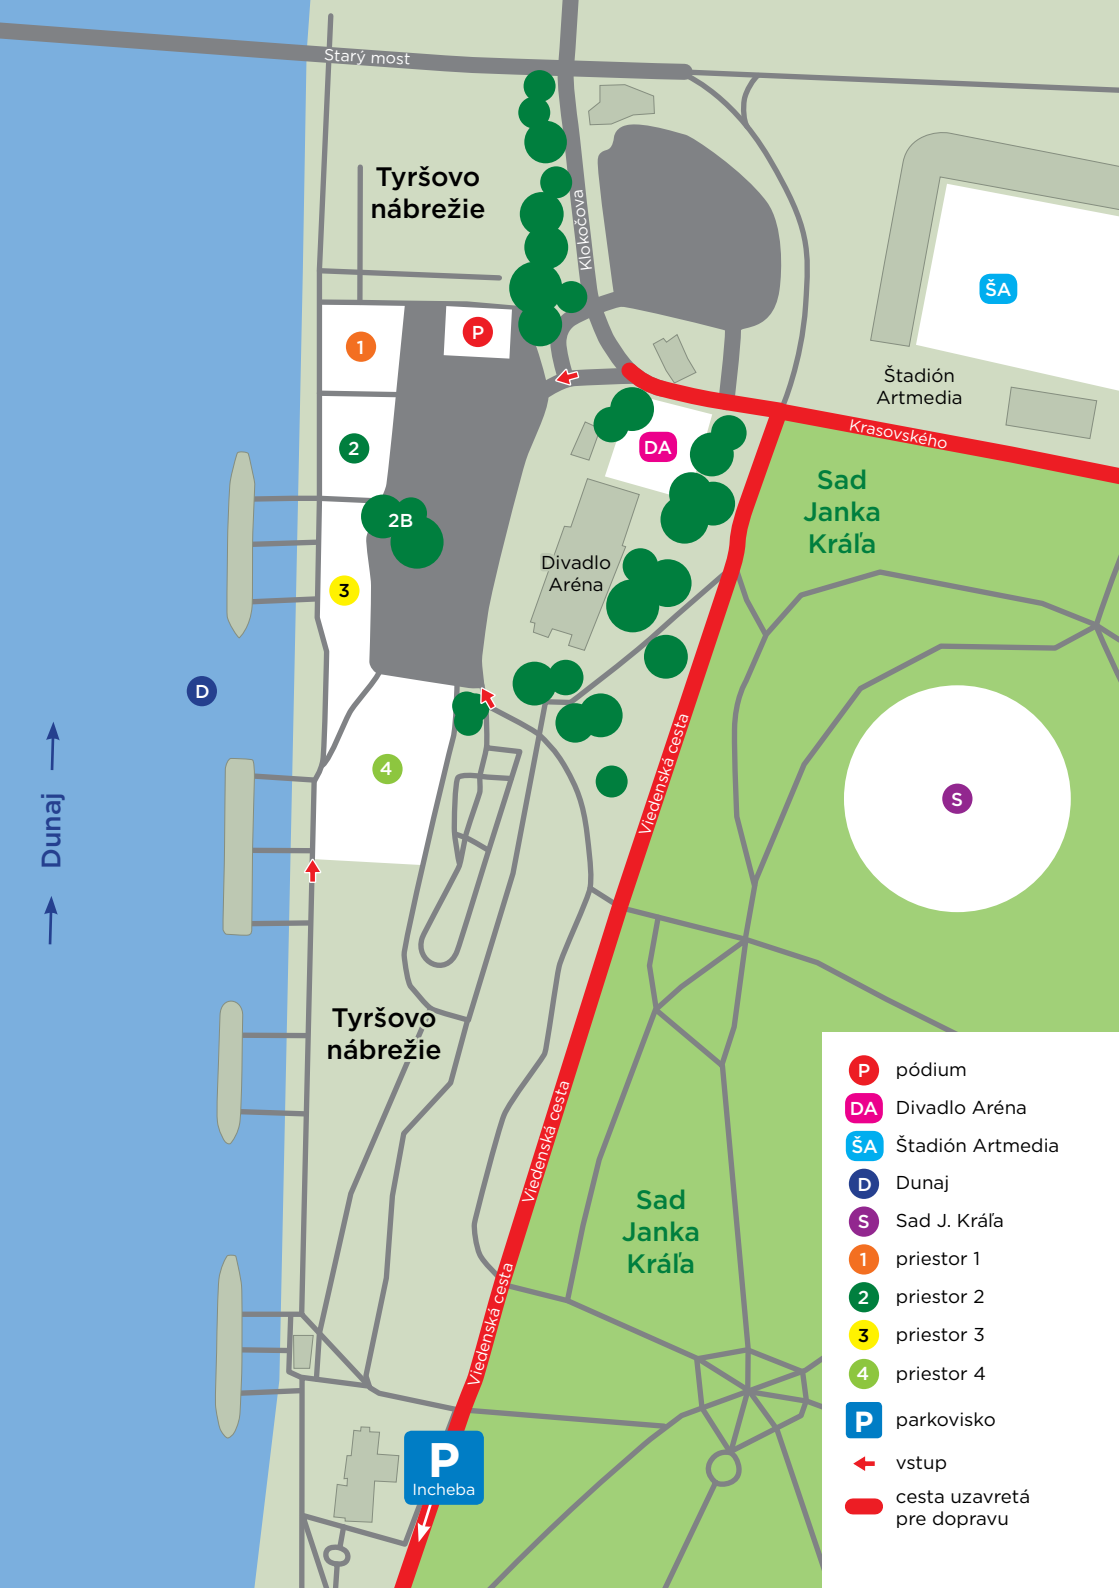 Starý most
Tyršovo
nábrežie
Klokočova
ŠA
1
P
Štadión
Artmedia
2
DA
Krasovského
Sad
Janka
Kráľa
2B
Divadlo
Aréna
3
D
4
Viedenská cesta
S
Dunaj
Tyršovo
nábrežie
Viedenská cesta
Sad
Janka
Kráľa
Viedenská cesta
P
Incheba
P pódium
DA Divadlo Aréna
ŠA Štadión Artmedia
D Dunaj
S Sad J. Kráľa
1 priestor 1
2 priestor 2
3 priestor 3
4 priestor 4
P parkovisko
vstup
cesta uzavretá
pre dopravu